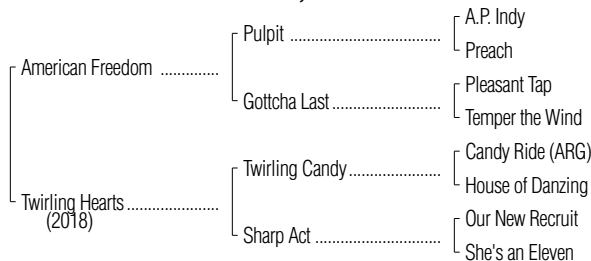 A.P. Indy
Pulpit
Preach
American Freedom
Pleasant Tap
Gottcha Last
Temper the Wind
Candy Ride (ARG)
Twirling Candy
House of Danzing
Twirling Hearts
(2018)
Our New Recruit
Sharp Act
She's an Eleven